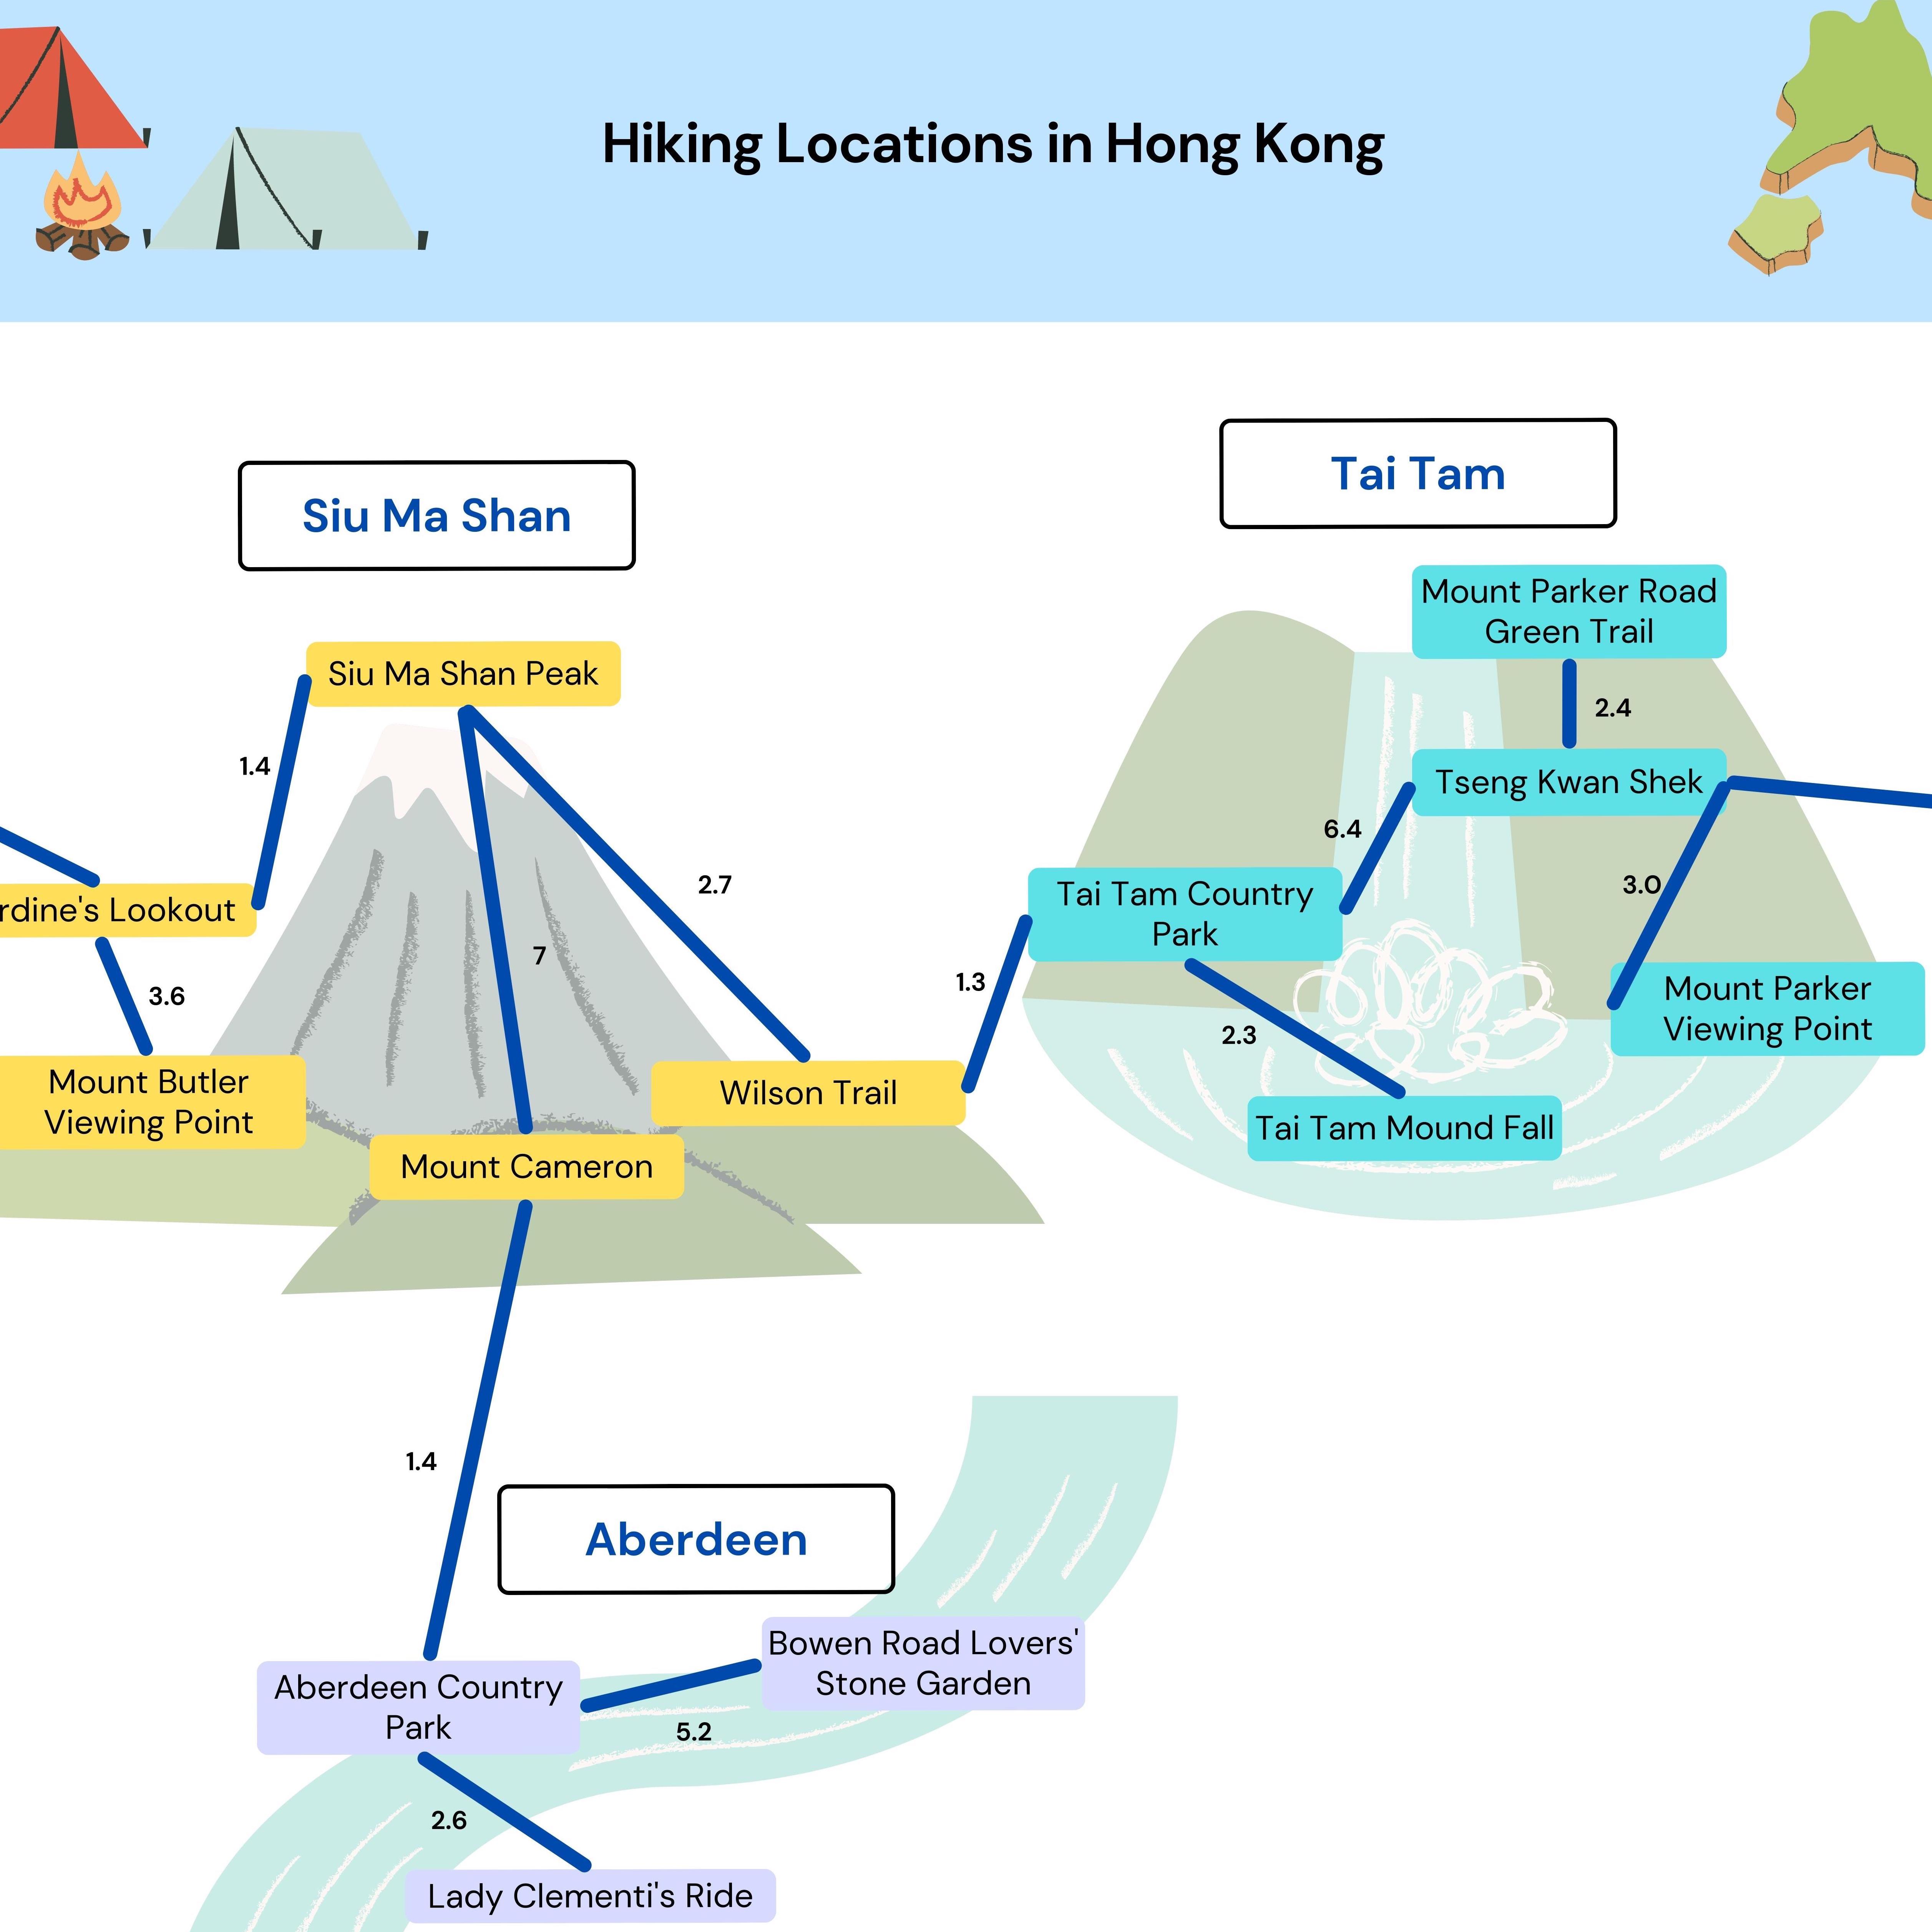 Hiking Locations in Hong Kong
Siu Ma Shan
Siu Ma Shan Peak
1.4
rdine's Lookout
3.6
Mount Butler
Viewing Point
7
2.7
Mount Cameron
Wilson Trail
1.3
Tai Tam
Mount Parker Road
Green Trail
2.4
Tseng Kwan Shek
6.4
3.0
Tai Tam Country
Park
2.3
Mount Parker
Viewing Point
Tai Tam Mound Fall
1.4
Aberdeen
Bowen Road Lovers'
Stone Garden
Aberdeen Country
Park
5.2
2.6
Lady Clementi's Ride